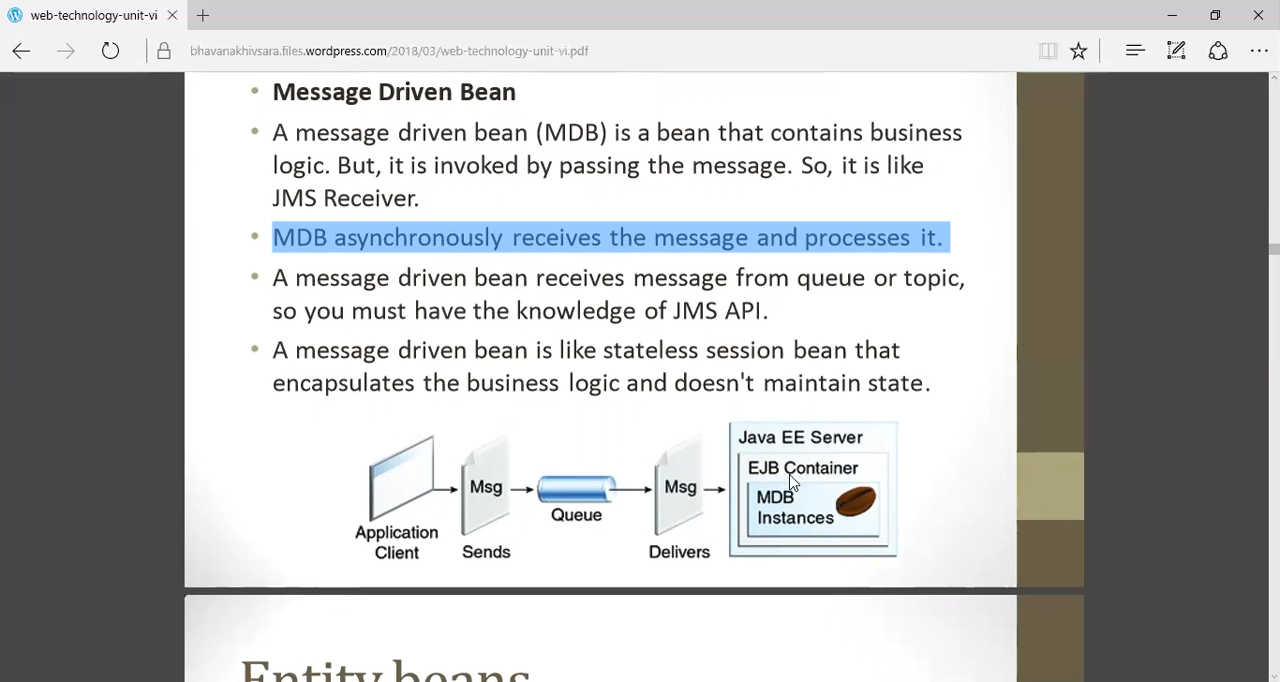 web-technology-unit-vi
bhavanakhivsara.files.wordpress.com/2018/03/web-technology-unit-vi.pdf
• Message Driven Bean
• A message driven bean (MDB) is a bean that contains business
logic. But, it is invoked by passing the message. So, it is like
JMS Receiver.
• MDB asynchronously receives the message and processes it.
• A message driven bean receives message from queue or topic,
so you must have the knowledge of JMS API.
• A message driven bean is like stateless session bean that
encapsulates the business logic and doesn't maintain state.
Application
Client
Msg
Sends
Queue
Msg
Delivers
Java EE Server
EJB Container
MDB
Instances
Entity beans